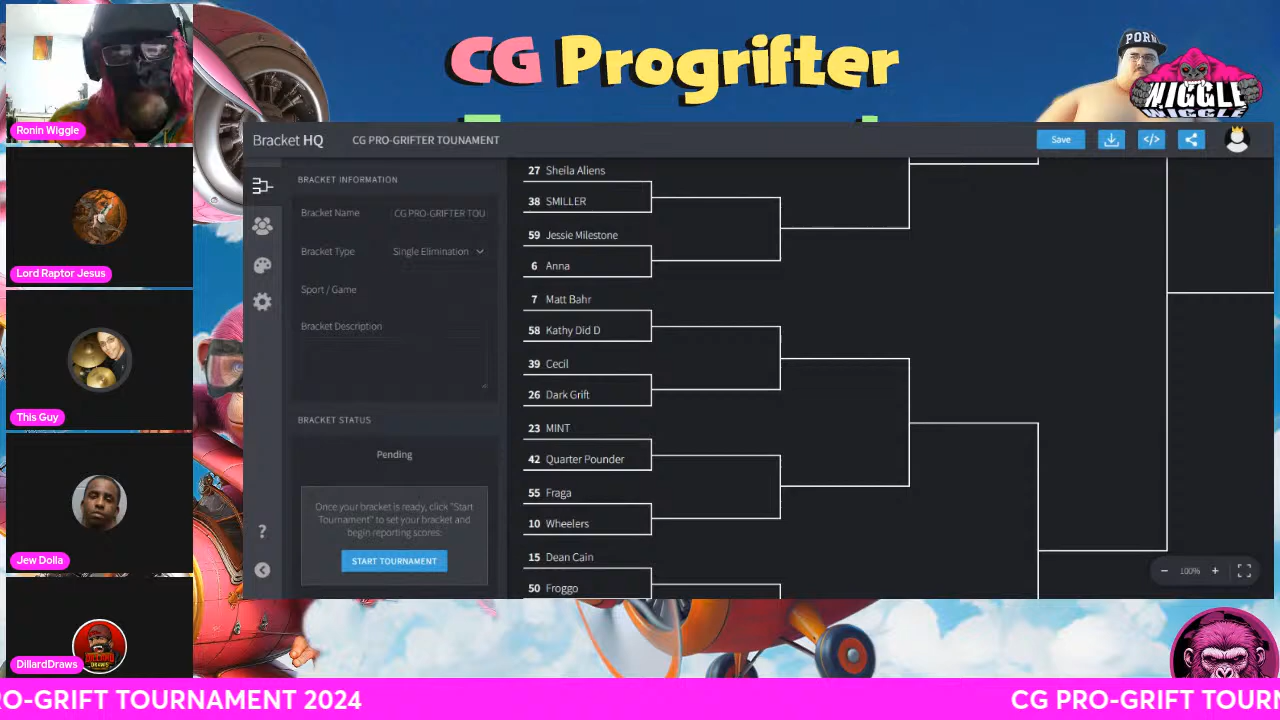 CG Progrifter
PORN
WIGGLE
WIGGLE
Ronin Wiggle
Lord Raptor Jesus
This Guy
Jew Dolla
DillardDraws
Bracket HQ
CG PRO-GRIFTER TOUNAMENT
Save
</>
BRACKET INFORMATION
Bracket Name
CG PRO-GRIFTER TOU
Bracket Type
Single Elimination
Sport / Game
Bracket Description
BRACKET STATUS
Pending
Once your bracket is ready, click "Start
Tournament" to set your bracket and
begin reporting scores:
START TOURNAMENT
?
27 Sheila Aliens
38 SMILLER
59 Jessie Milestone
6 Anna
7 Matt Bahr
58 Kathy Did D
39 Cecil
26 Dark Grift
23 MINT
42 Quarter Pounder
55 Fraga
10 Wheelers
15 Dean Cain
50 Froggo
− 100% +
RO-GRIFT TOURNAMENT 2024
CG PRO-GRIFT TOURN